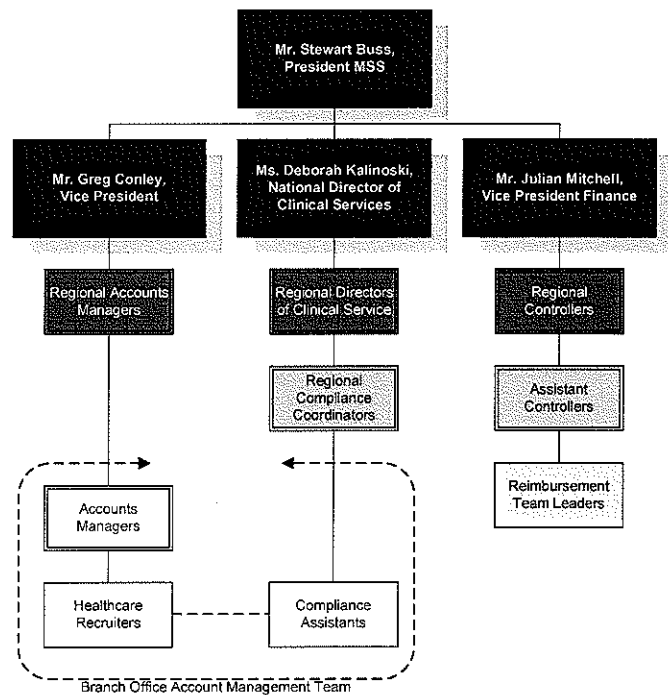 Mr. Stewart Buss,
President MSS
Mr. Greg Conley,
Vice President
Ms. Deborah Kalinoski,
National Director of
Clinical Services
Mr. Julian Mitchell,
Vice President Finance
Regional Accounts
Managers
Regional Directors
of Clinical Service
Regional
Controllers
Regional
Compliance
Coordinators
Assistant
Controllers
Accounts
Managers
Reimbursement
Team Leaders
Healthcare
Recruiters
Compliance
Assistants
Branch Office Account Management Team